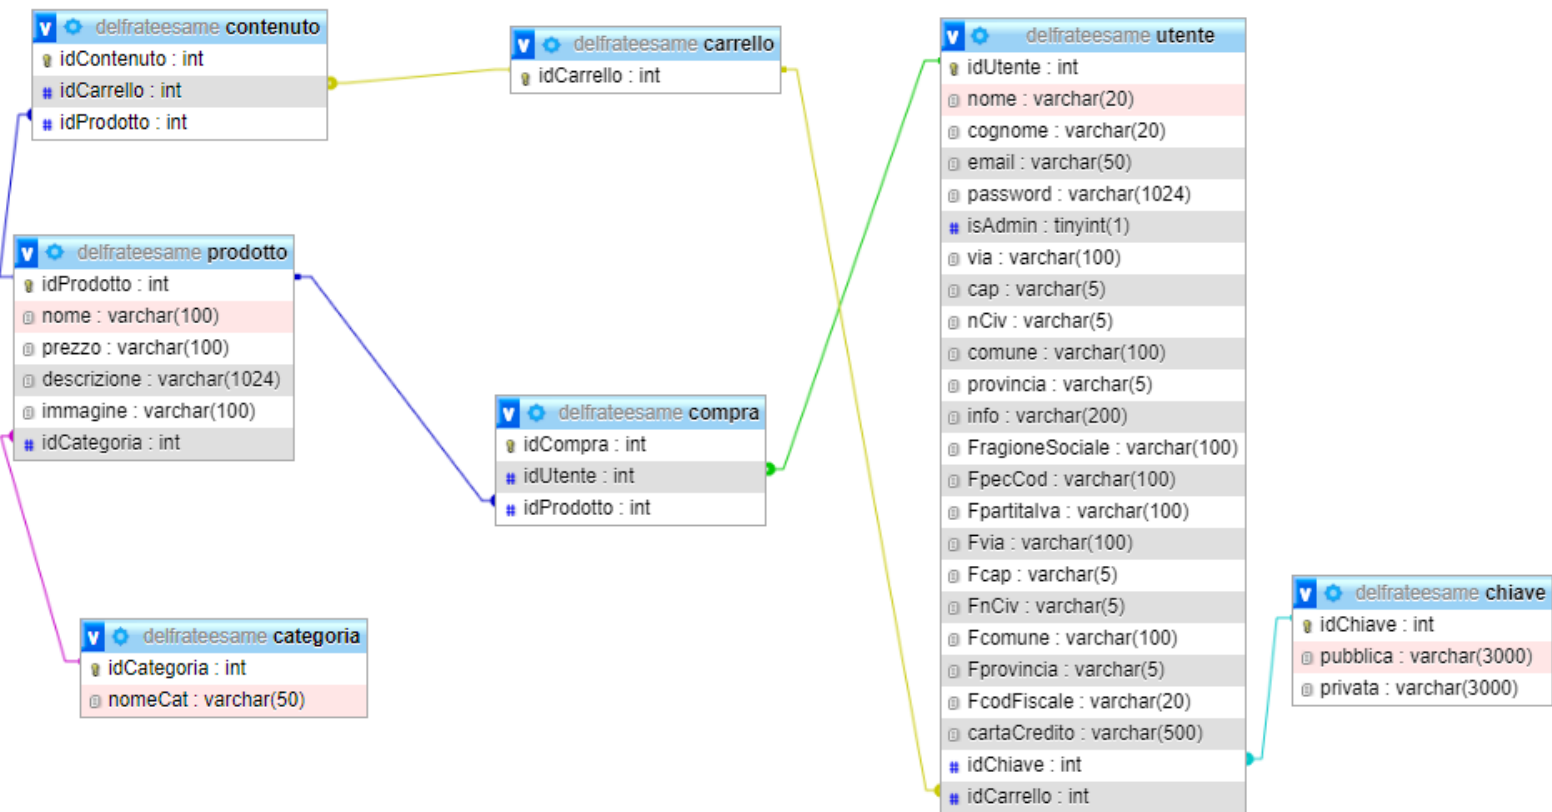 delfrateesame contenuto
idContenuto : int
idCarrello : int
idProdotto : int
delfrateesame carrello
idCarrello : int
delfrateesame utente
idUtente : int
nome : varchar(20)
cognome : varchar(20)
email : varchar(50)
password : varchar(1024)
isAdmin : tinyint(1)
via : varchar(100)
cap : varchar(5)
nCiv : varchar(5)
comune : varchar(100)
provincia : varchar(5)
info : varchar(200)
FragioneSociale : varchar(100)
FpecCod : varchar(100)
FpartitaIva : varchar(100)
Fvia : varchar(100)
Fcap : varchar(5)
FnCiv : varchar(5)
Fcomune : varchar(100)
Fprovincia : varchar(5)
FcodFiscale : varchar(20)
cartaCredito : varchar(500)
idChiave : int
idCarrello : int
delfrateesame prodotto
idProdotto : int
nome : varchar(100)
prezzo : varchar(100)
descrizione : varchar(1024)
immagine : varchar(100)
idCategoria : int
delfrateesame compra
idCompra : int
idUtente : int
idProdotto : int
delfrateesame chiave
idChiave : int
pubblica : varchar(3000)
privata : varchar(3000)
delfrateesame categoria
idCategoria : int
nomeCat : varchar(50)